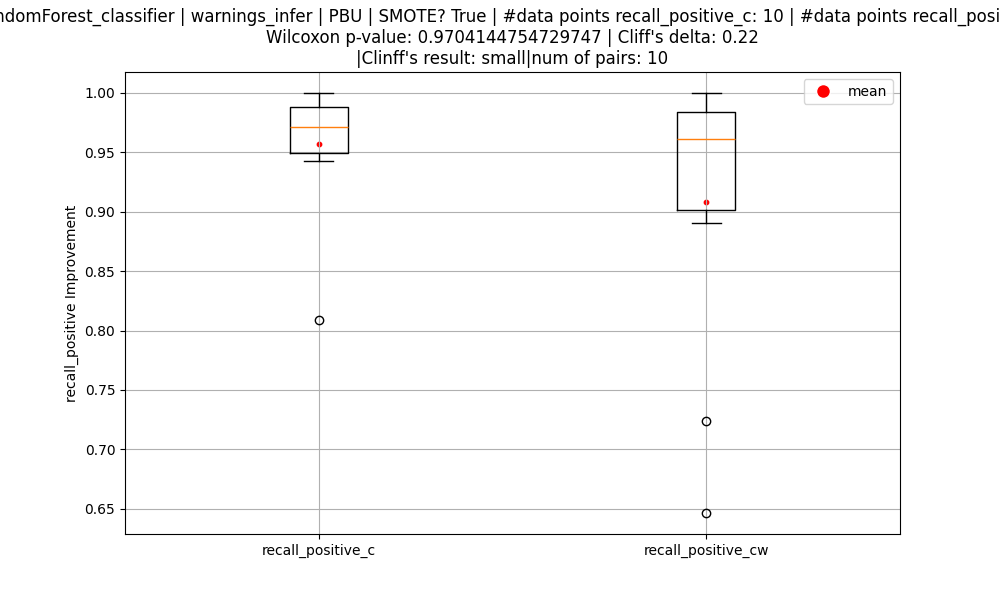 ndomForest_classifier | warnings_infer | PBU | SMOTE? True | #data points recall_positive_c: 10 | #data points recall_posi
Wilcoxon p-value: 0.9704144754729747 | Cliff's delta: 0.22
|Clinff's result: small|num of pairs: 10
mean
1.00
0.95
0.90
0.85
0.80
0.75
0.70
0.65
recall_positive Improvement
recall_positive_c
recall_positive_cw